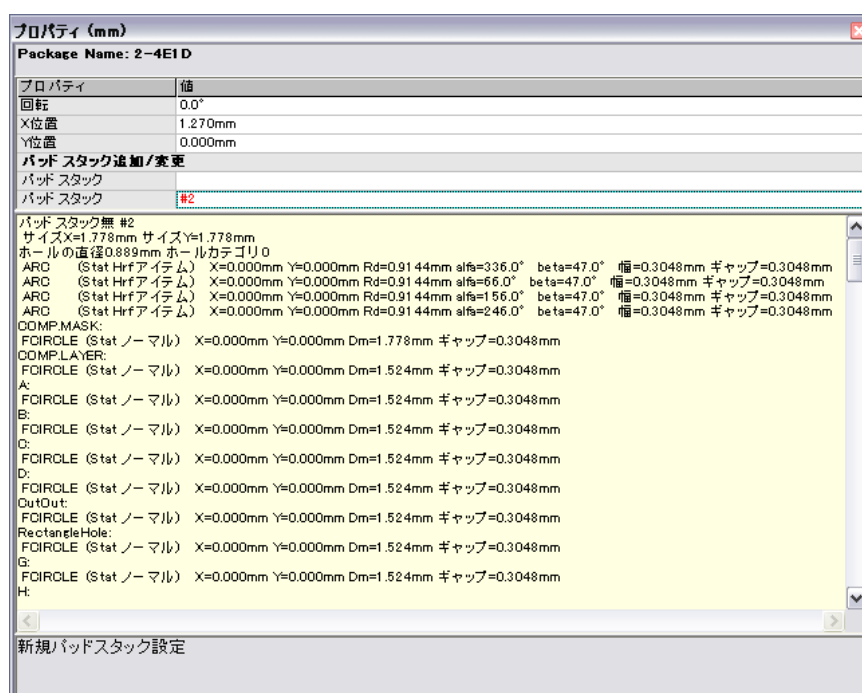 プロパティ (mm)
Package Name: 2-4E1D
プロパティ 値
回転 0.0°
X位置 1.270mm
Y位置 0.000mm
パッド スタック追加/変更
パッド スタック
パッド スタック #2
パッド スタック無 #2
サイズX=1.778mm サイズY=1.778mm
ホールの直径0.889mm ホールカテゴリ0
ARC (Stat Hrfアイテム) X=0.000mm Y=0.000mm Rd=0.9144mm alfa=336.0° beta=47.0° 幅=0.3048mm ギャップ=0.3048mm
ARC (Stat Hrfアイテム) X=0.000mm Y=0.000mm Rd=0.9144mm alfa=66.0° beta=47.0° 幅=0.3048mm ギャップ=0.3048mm
ARC (Stat Hrfアイテム) X=0.000mm Y=0.000mm Rd=0.9144mm alfa=156.0° beta=47.0° 幅=0.3048mm ギャップ=0.3048mm
ARC (Stat Hrfアイテム) X=0.000mm Y=0.000mm Rd=0.9144mm alfa=246.0° beta=47.0° 幅=0.3048mm ギャップ=0.3048mm
COMP.MASK:
FCIRCLE (Stat ノーマル) X=0.000mm Y=0.000mm Dm=1.778mm ギャップ=0.3048mm
COMP.LAYER:
FCIRCLE (Stat ノーマル) X=0.000mm Y=0.000mm Dm=1.524mm ギャップ=0.3048mm
A:
FCIRCLE (Stat ノーマル) X=0.000mm Y=0.000mm Dm=1.524mm ギャップ=0.3048mm
B:
FCIRCLE (Stat ノーマル) X=0.000mm Y=0.000mm Dm=1.524mm ギャップ=0.3048mm
C:
FCIRCLE (Stat ノーマル) X=0.000mm Y=0.000mm Dm=1.524mm ギャップ=0.3048mm
D:
FCIRCLE (Stat ノーマル) X=0.000mm Y=0.000mm Dm=1.524mm ギャップ=0.3048mm
CutOut:
FCIRCLE (Stat ノーマル) X=0.000mm Y=0.000mm Dm=1.524mm ギャップ=0.3048mm
RectangleHole:
FCIRCLE (Stat ノーマル) X=0.000mm Y=0.000mm Dm=1.524mm ギャップ=0.3048mm
G:
FCIRCLE (Stat ノーマル) X=0.000mm Y=0.000mm Dm=1.524mm ギャップ=0.3048mm
H:
新規パッドスタック設定